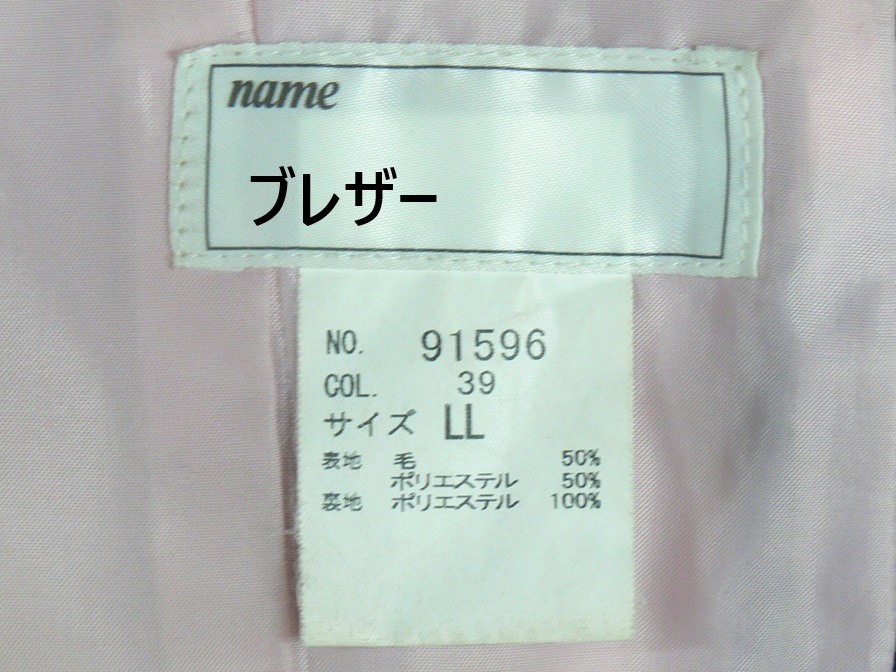 name
ブレザー
NO. 91596
COL. 39
サイズ LL
表地 毛 50%
ポリエステル 50%
裏地 ポリエステル 100%